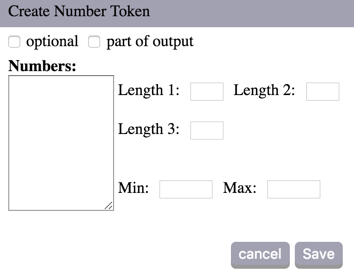 Create Number Token
optional part of output
Numbers:
Length 1: Length 2:
Length 3:
Min: Max:
cancel Save